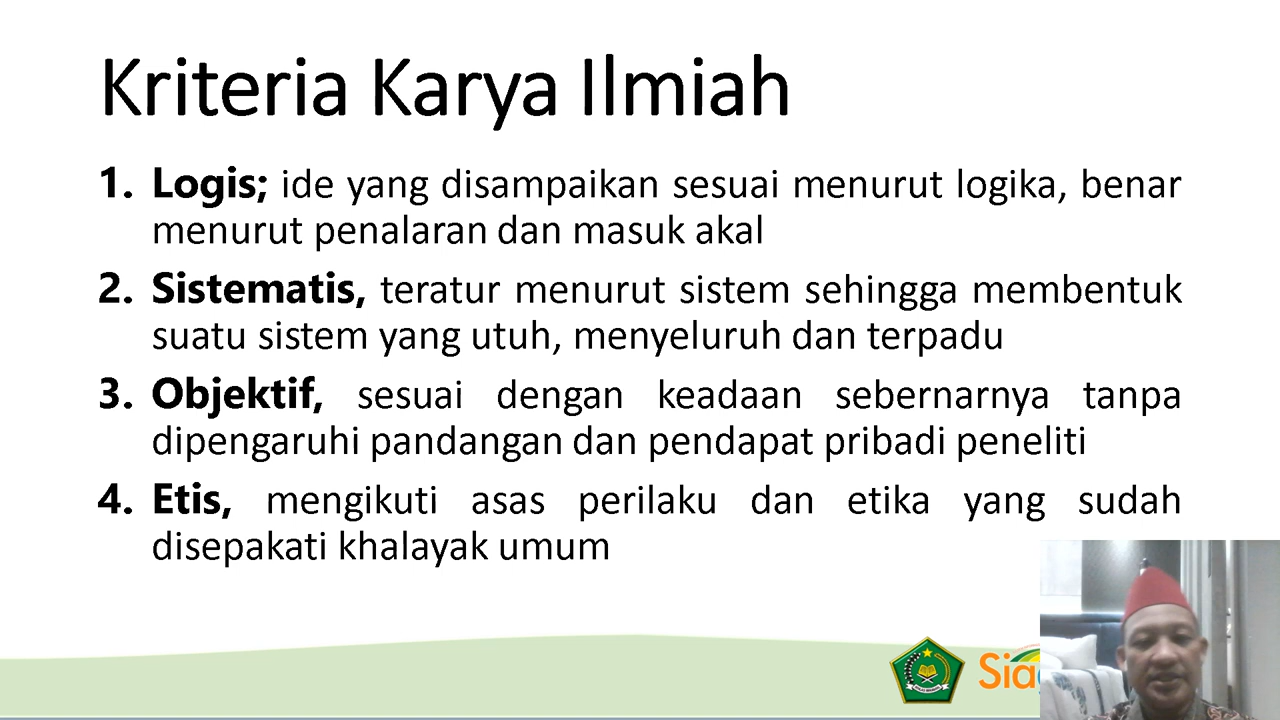 Kriteria Karya Ilmiah
1. Logis; ide yang disampaikan sesuai menurut logika, benar
menurut penalaran dan masuk akal
2. Sistematis, teratur menurut sistem sehingga membentuk
suatu sistem yang utuh, menyeluruh dan terpadu
3. Objektif, sesuai dengan keadaan sebernarnya tanpa
dipengaruhi pandangan dan pendapat pribadi peneliti
4. Etis, mengikuti asas perilaku dan etika yang sudah
disepakati khalayak umum